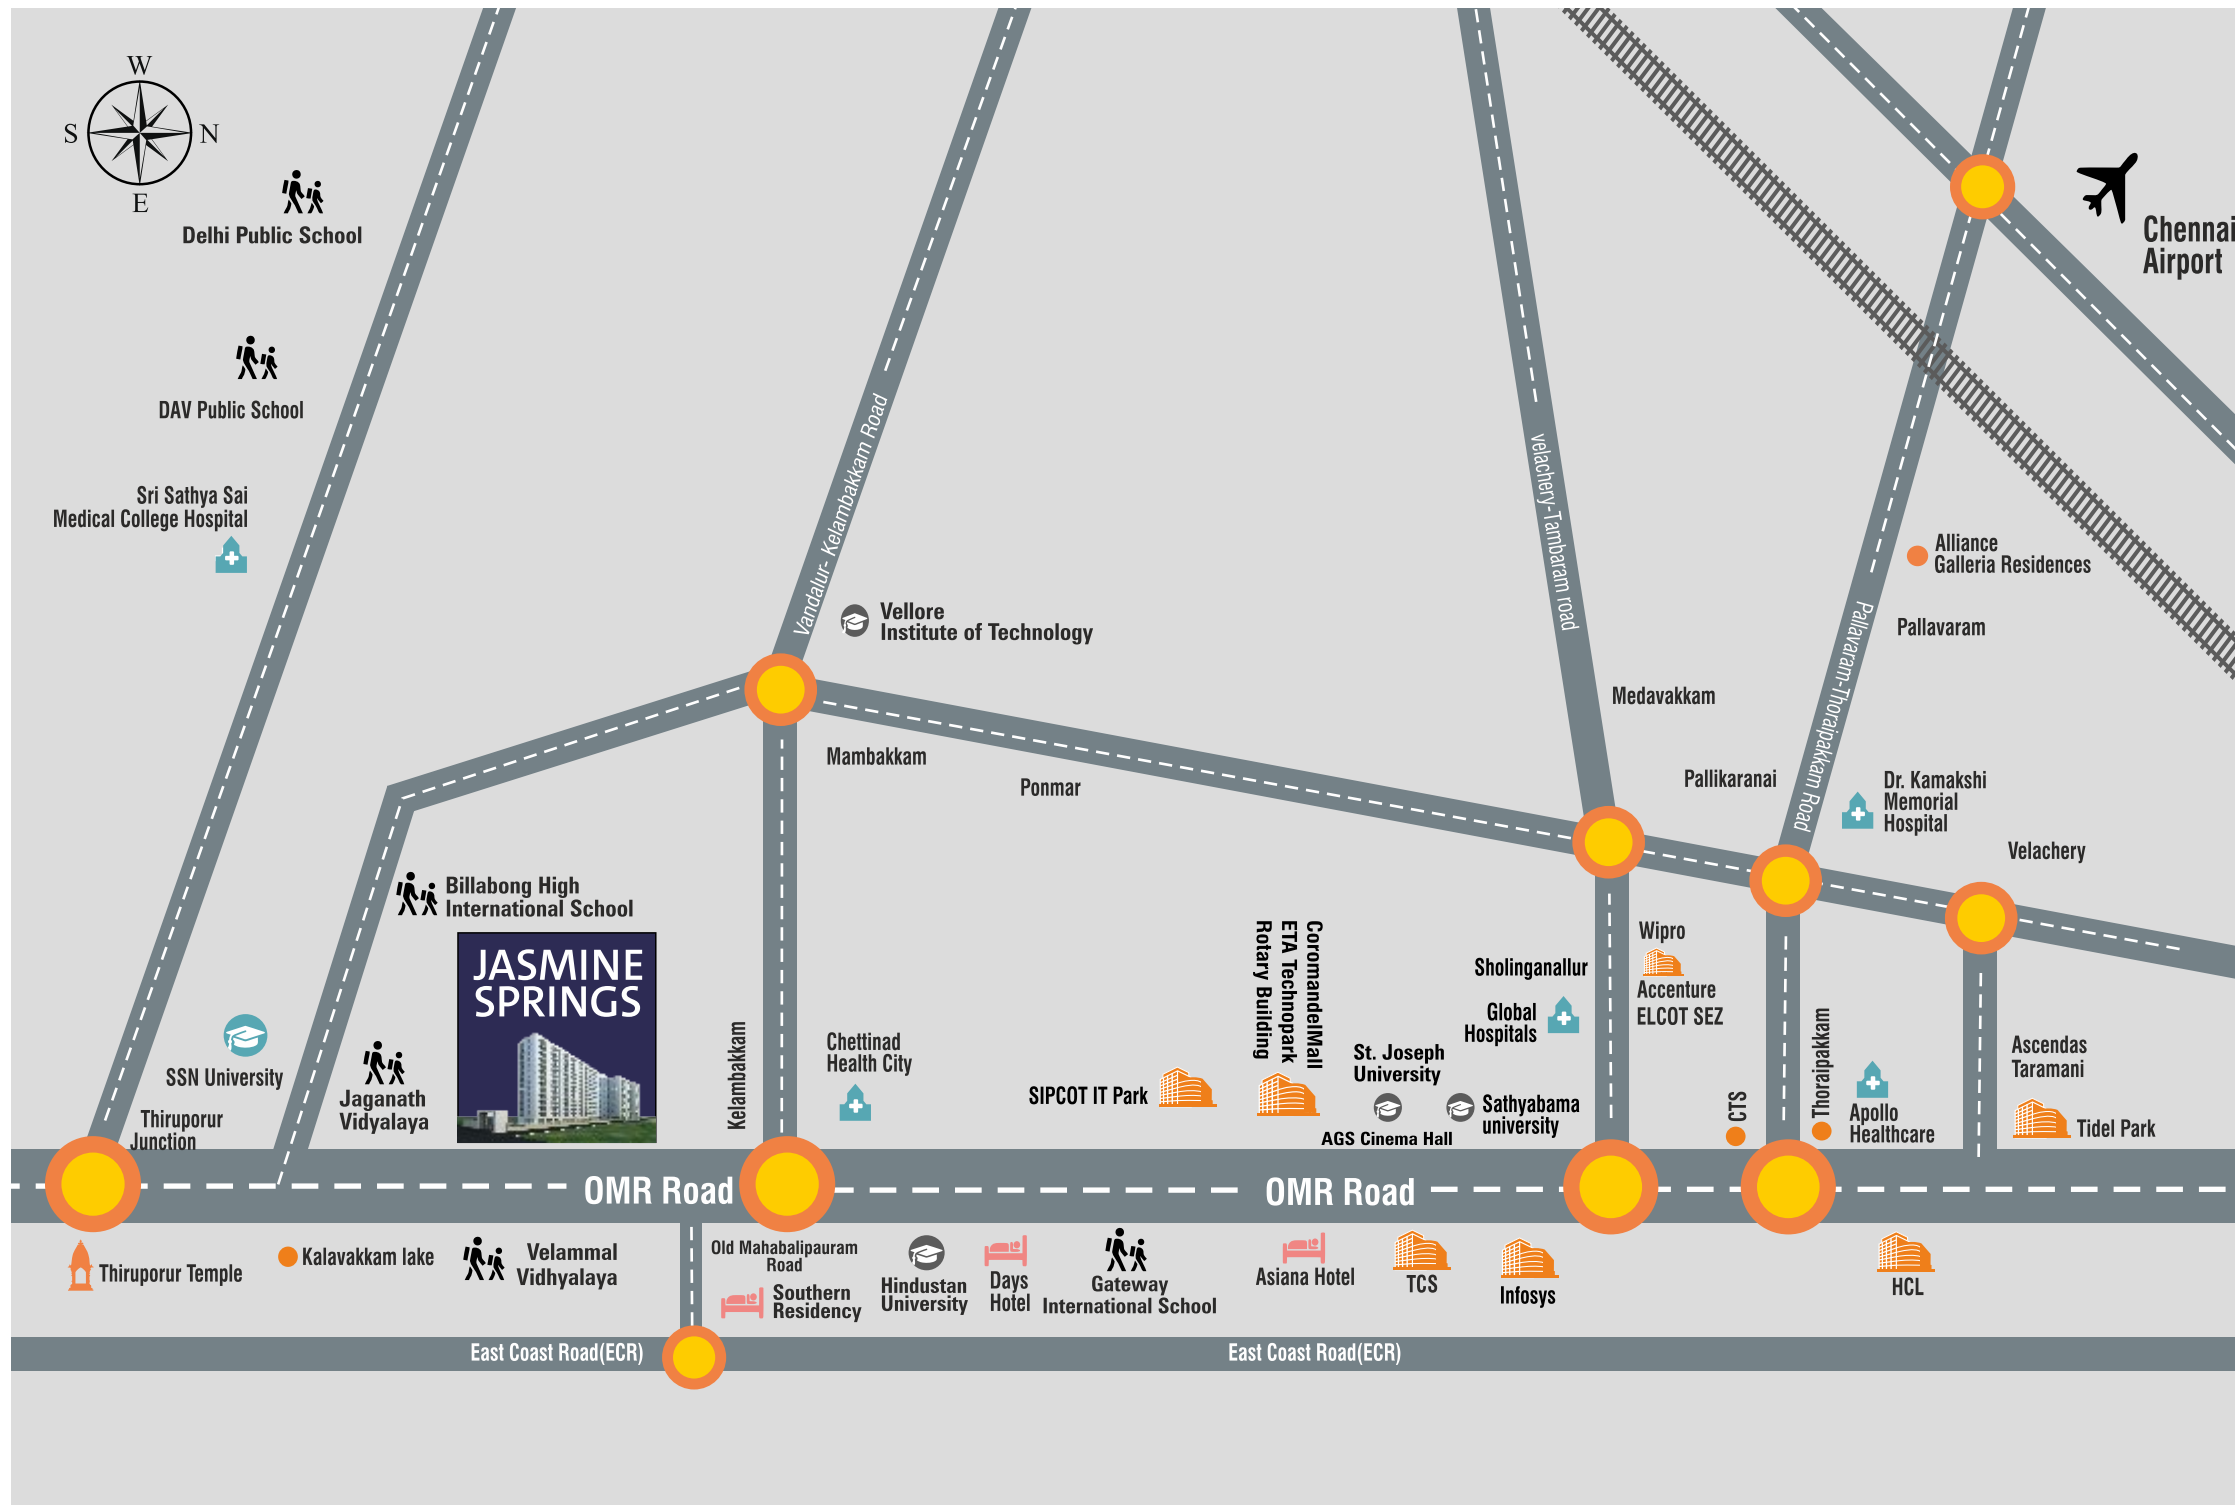 W
S
N
E
Delhi Public School
DAV Public School
Sri Sathya Sai
Medical College Hospital
Chennai
Airport
Vandalur- Kelambakkam Road
velachery-Tambaram road
Pallavaram-Thoraipakkam Road
Alliance
Galleria Residences
Pallavaram
Vellore
Institute of Technology
Medavakkam
Mambakkam
Ponmar
Pallikaranai
Dr. Kamakshi
Memorial
Hospital
Velachery
Billabong High
International School
JASMINE
SPRINGS
SSN University
Thiruporur
Junction
Jaganath
Vidyalaya
Kelambakkam
Chettinad
Health City
SIPCOT IT Park
Rotary Building
ETA Technopark
CoromandelMall
St. Joseph
University
AGS Cinema Hall
Sholinganallur
Global
Hospitals
Sathyabama
university
Wipro
Accenture
ELCOT SEZ
CTS
Thoraipakkam
Apollo
Healthcare
Ascendas
Taramani
Tidel Park
OMR Road
OMR Road
Thiruporur Temple
Kalavakkam lake
Velammal
Vidhyalaya
Old Mahabalipauram
Road
Southern
Residency
Hindustan
University
Days
Hotel
Gateway
International School
Asiana Hotel
TCS
Infosys
HCL
East Coast Road(ECR)
East Coast Road(ECR)